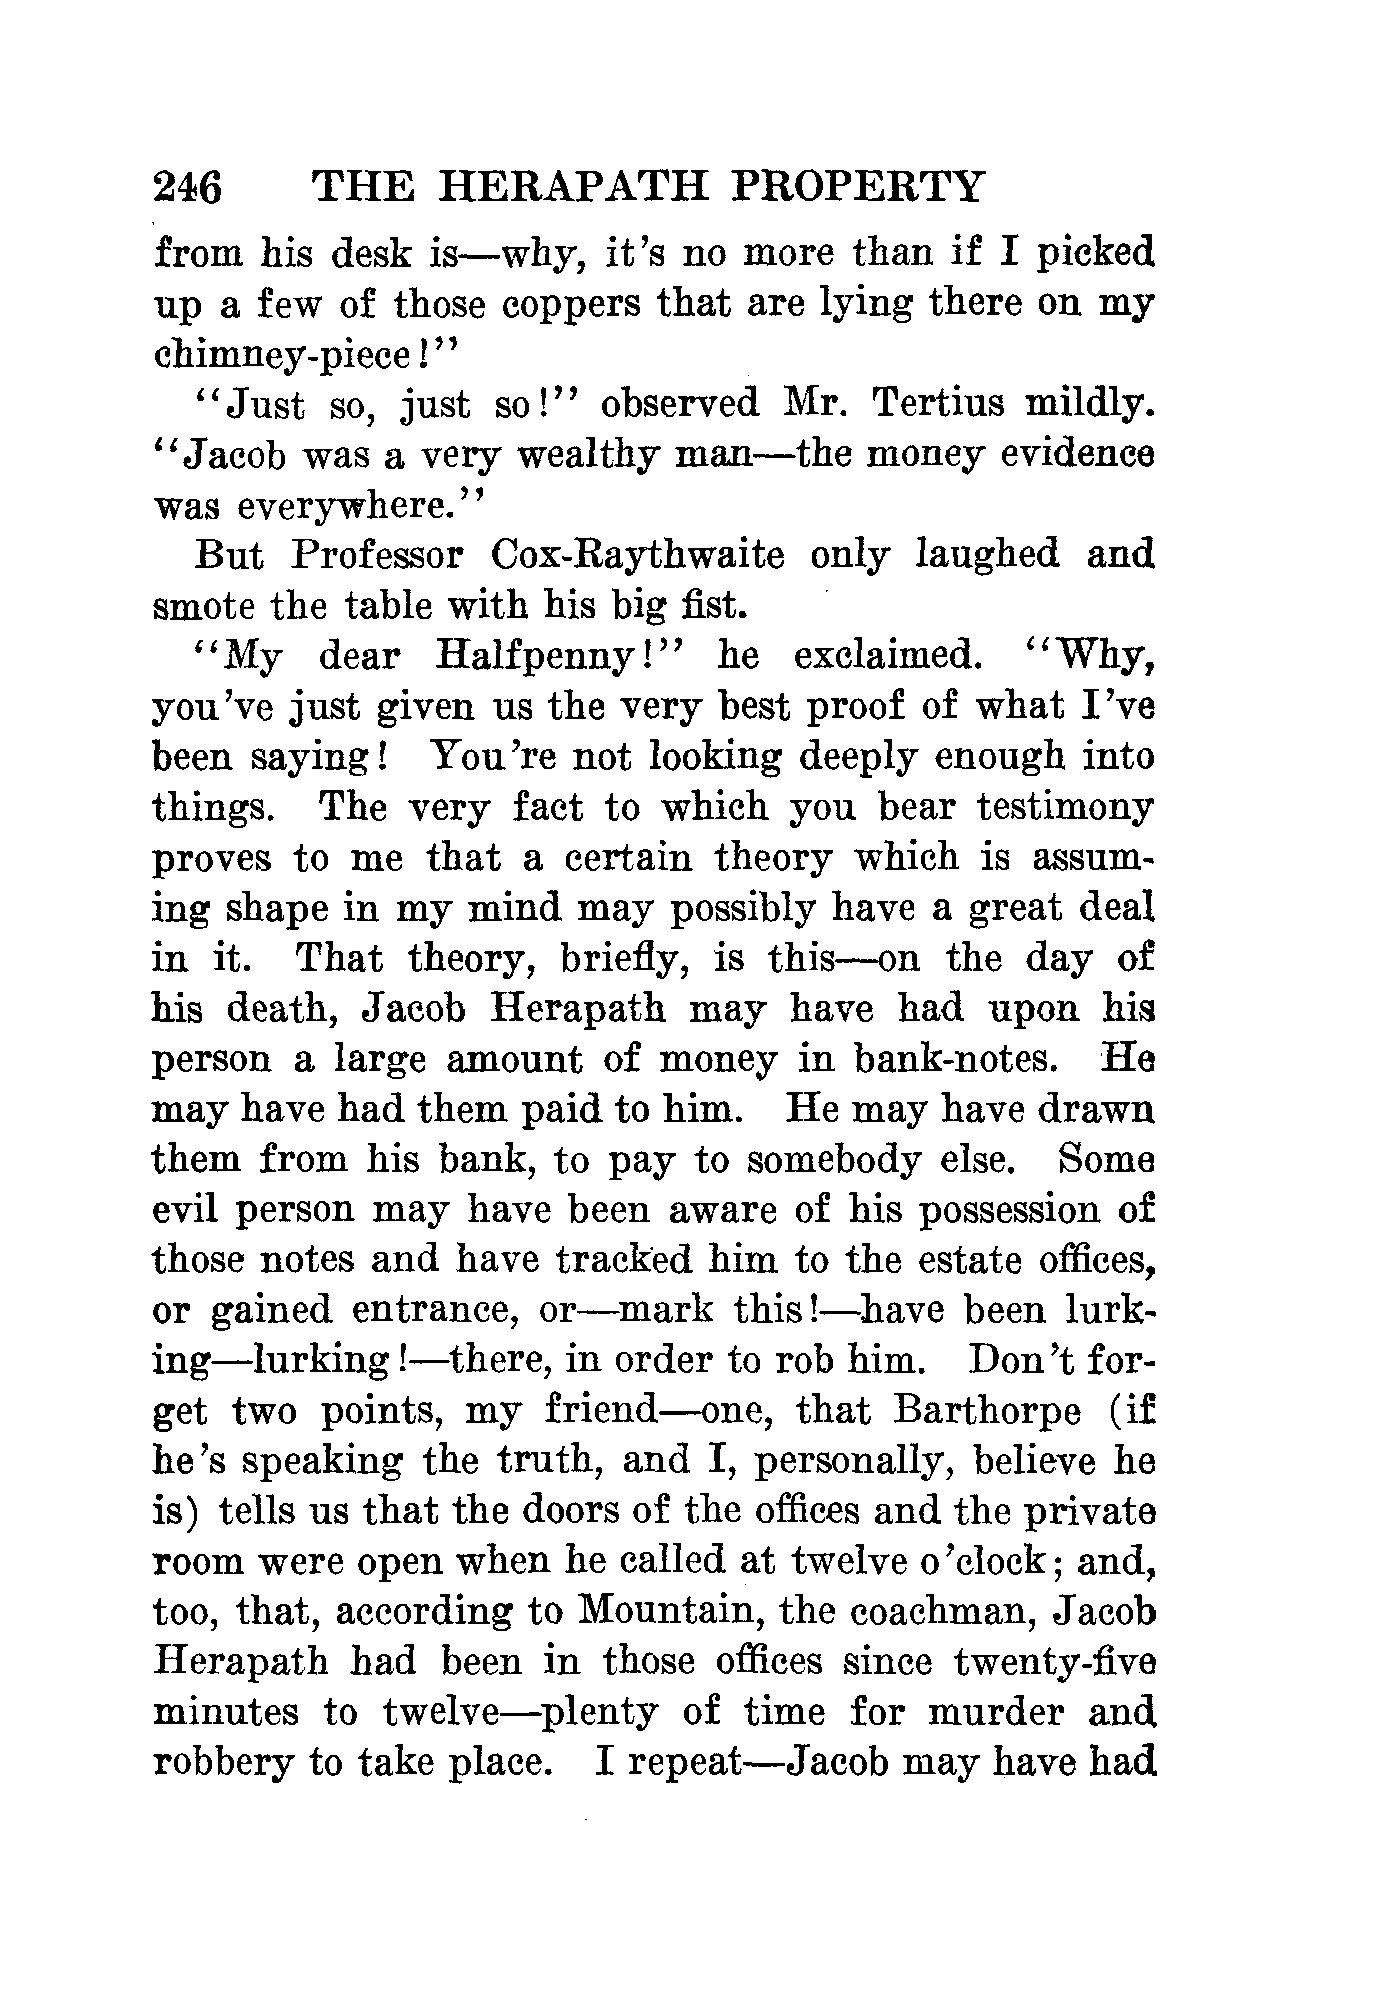 246 THE HERAPATH PROPERTY
from his desk is—why, it's no more than if I picked
up a few of those coppers that are lying there on my
chimney-piece!"
"Just so, just so!" observed Mr. Tertius mildly.
"Jacob was a very wealthy man—the money evidence
was everywhere."
But Professor Cox-Raythwaite only laughed and
smote the table with his big fist.
"My dear Halfpenny!" he exclaimed. "Why,
you've just given us the very best proof of what I've
been saying! You're not looking deeply enough into
things. The very fact to which you bear testimony
proves to me that a certain theory which is assum-
ing shape in my mind may possibly have a great deal
in it. That theory, briefly, is this—on the day of
his death, Jacob Herapath may have had upon his
person a large amount of money in bank-notes. He
may have had them paid to him. He may have drawn
them from his bank, to pay to somebody else. Some
evil person may have been aware of his possession of
those notes and have tracked him to the estate offices,
or gained entrance, or—mark this!—have been lurk-
ing—lurking!—there, in order to rob him. Don't for-
get two points, my friend—one, that Barthorpe (if
he's speaking the truth, and I, personally, believe he
is) tells us that the doors of the offices and the private
room were open when he called at twelve o'clock; and,
too, that, according to Mountain, the coachman, Jacob
Herapath had been in those offices since twenty-five
minutes to twelve—plenty of time for murder and
robbery to take place. I repeat—Jacob may have had